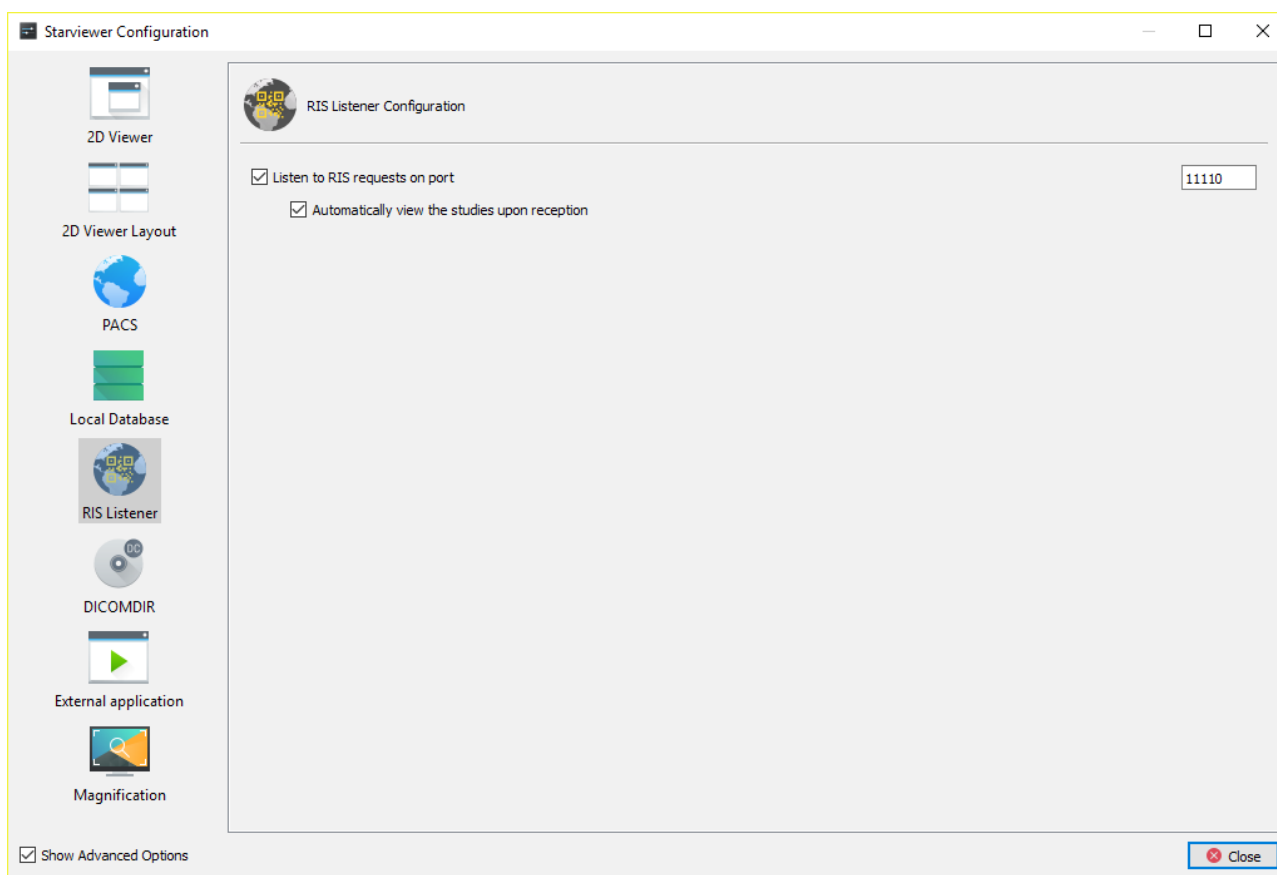 Starviewer Configuration
2D Viewer
2D Viewer Layout
PACS
Local Database
RIS Listener
DC
DICOMDIR
External application
Magnification
RIS Listener Configuration
Listen to RIS requests on port 11110
Automatically view the studies upon reception
Show Advanced Options
Close